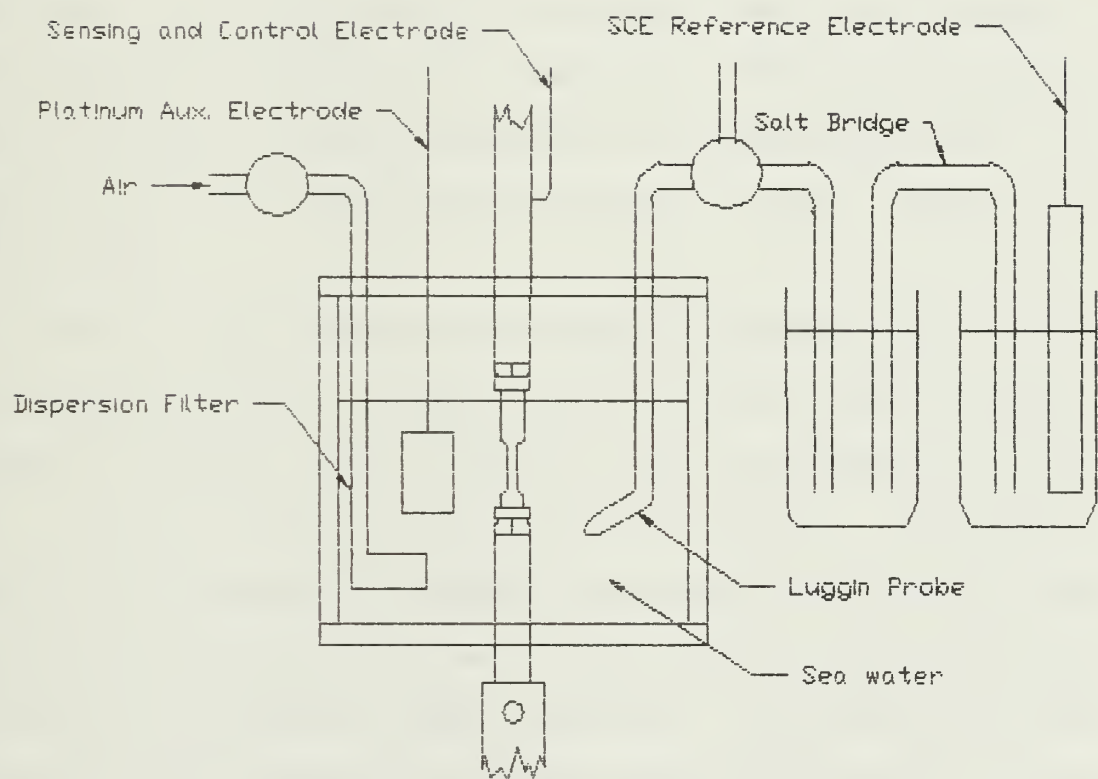 Sensing and Control Electrode
SCE Reference Electrode
Platinum Aux. Electrode
Salt Bridge
Air
Dispersion Filter
Luggin Probe
Sea water